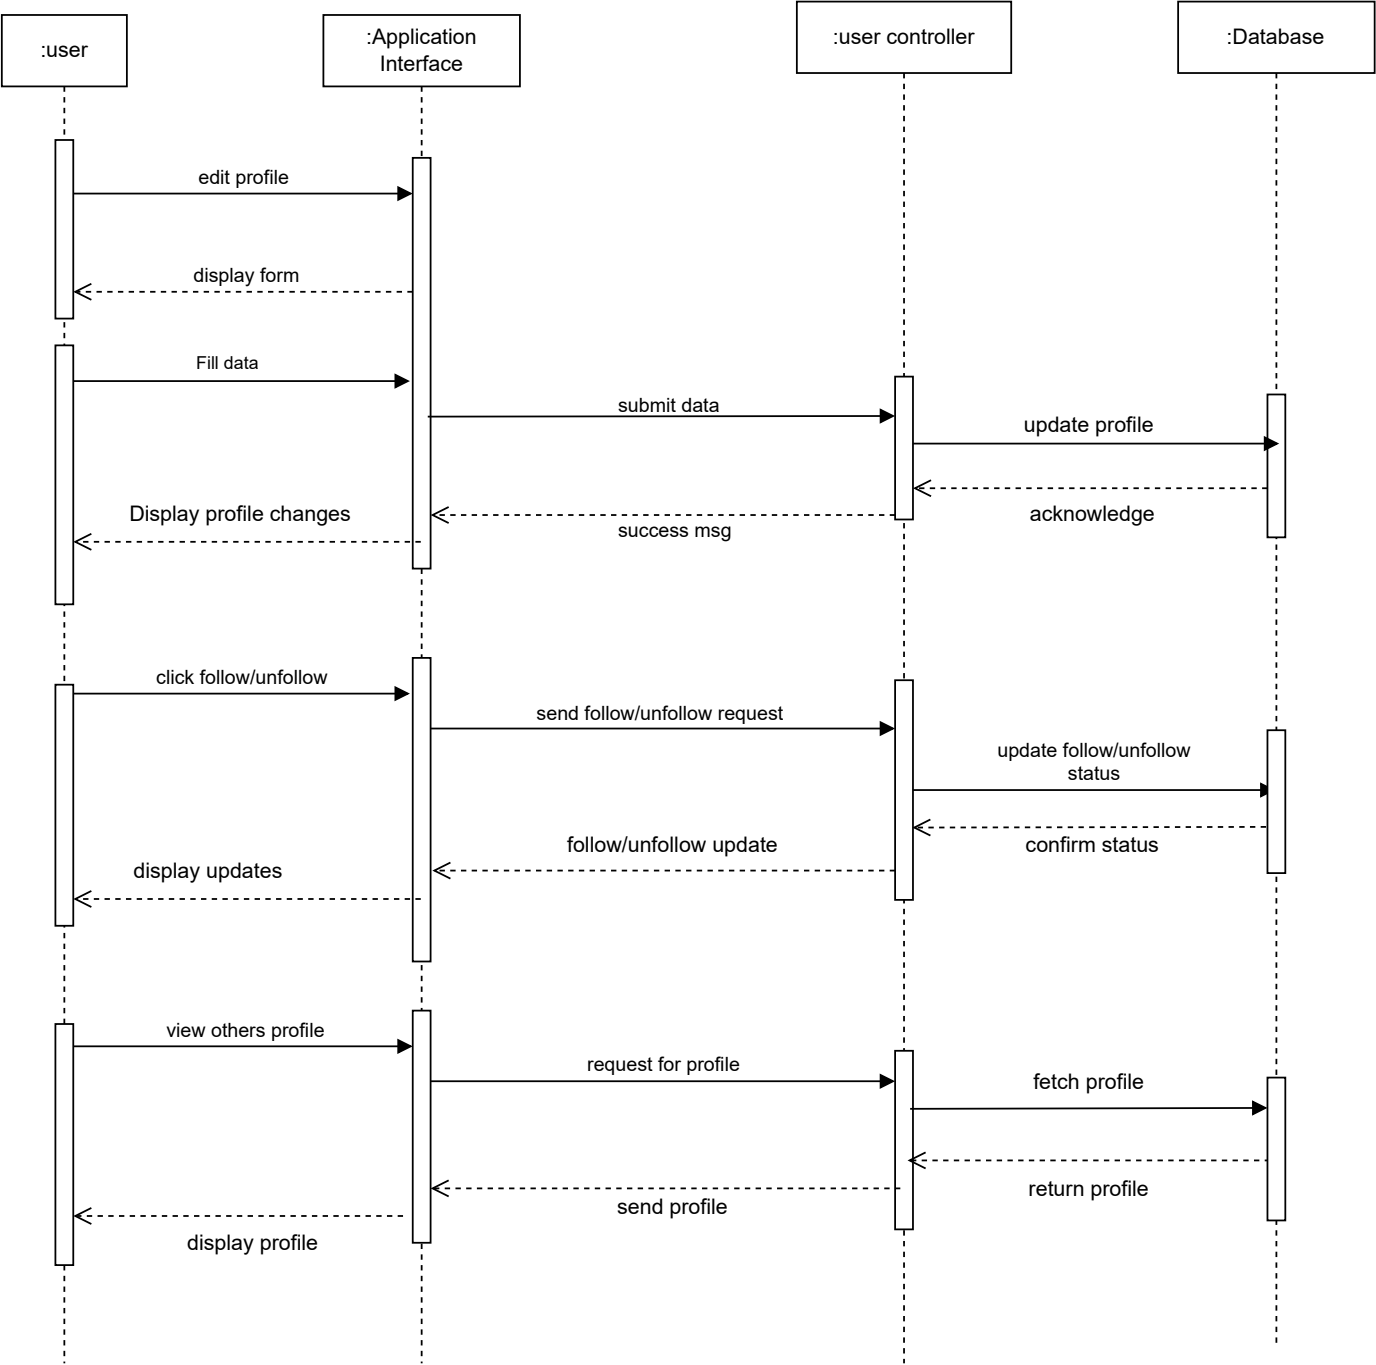 :user
:Application
Interface
:user controller
:Database
edit profile
display form
Fill data
submit data
update profile
Display profile changes
success msg
acknowledge
click follow/unfollow
send follow/unfollow request
update follow/unfollow
status
follow/unfollow update
confirm status
display updates
view others profile
request for profile
fetch profile
return profile
send profile
display profile